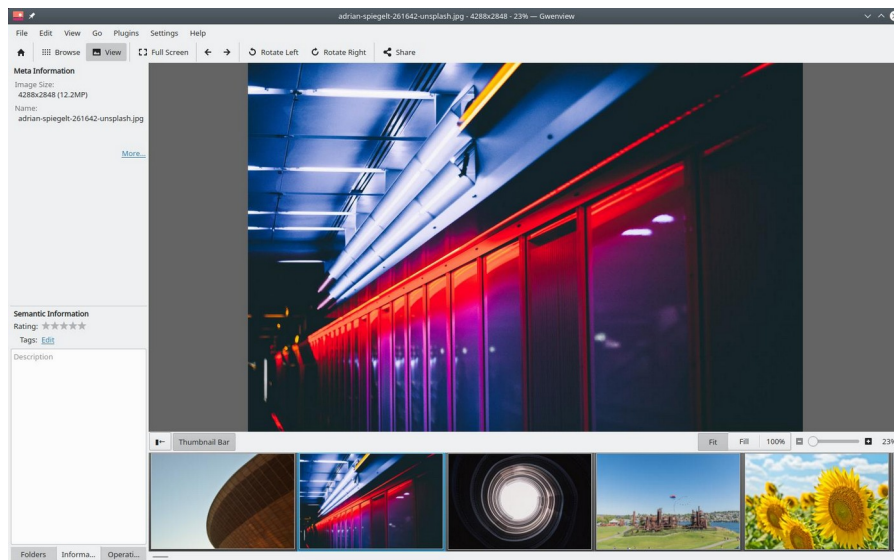 adrian-spiegelt-261642-unsplash.jpg - 4288x2848 - 23% — Gwenview
File Edit View Go Plugins Settings Help
Browse View Full Screen Rotate Left Rotate Right Share
Meta Information
Image Size:
4288x2848 (12.2MP)
Name:
adrian-spiegelt-261642-unsplash.jpg
More...
Semantic Information
Rating:
Tags: Edit
Description
Thumbnail Bar Fit Fill 100% 23%
Folders Informa... Operati...